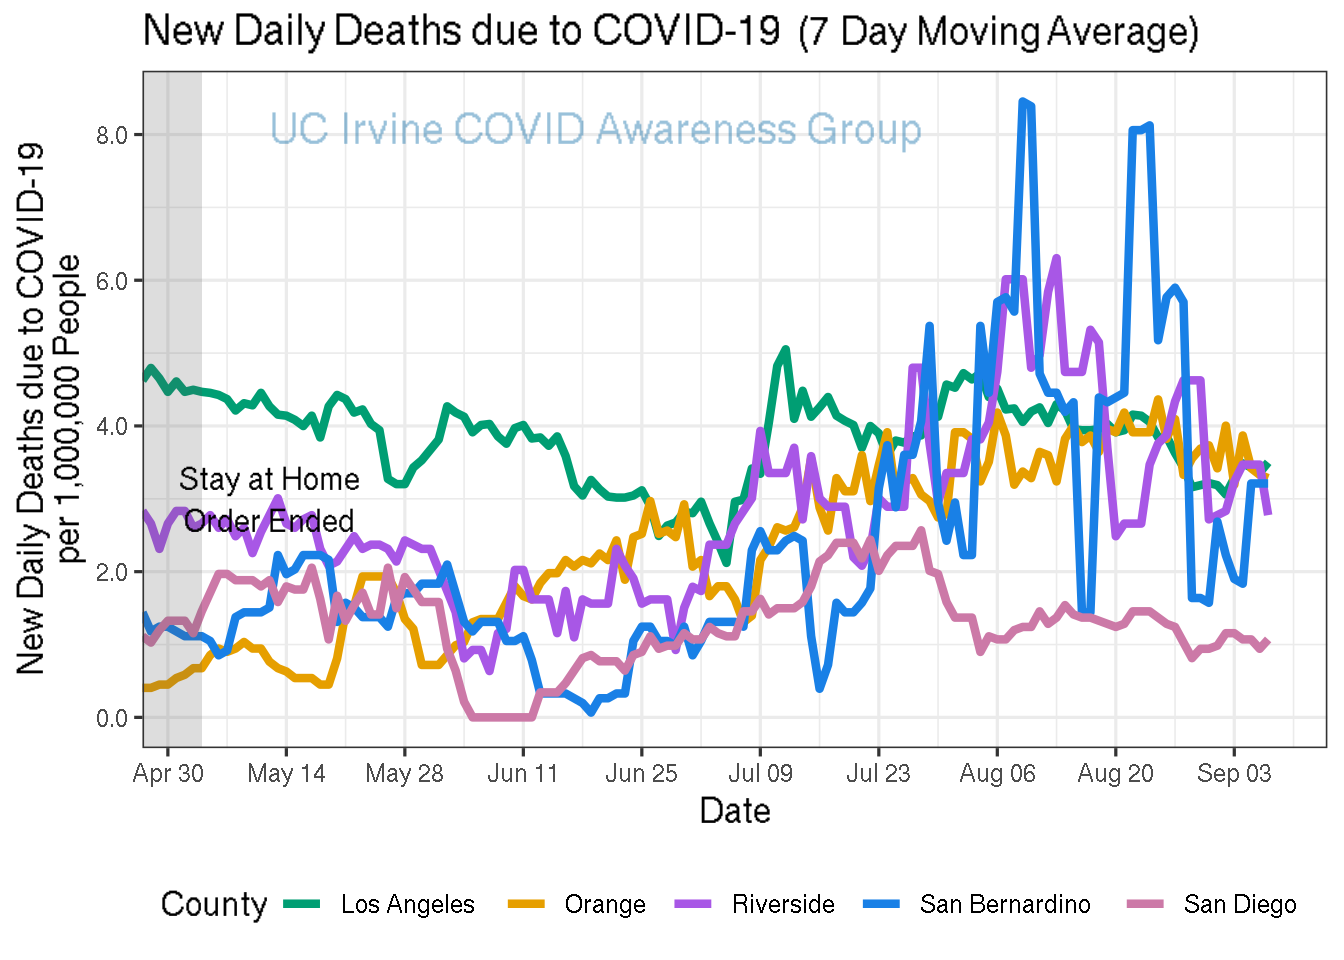 New Daily Deaths due to COVID-19 (7 Day Moving Average)
UC Irvine COVID Awareness Group
New Daily Deaths due to COVID-19
per 1,000,000 People
8.0
6.0
4.0
2.0
0.0
Stay at Home
Order Ended
Apr 30 May 14 May 28 Jun 11 Jun 25 Jul 09 Jul 23 Aug 06 Aug 20 Sep 03
Date
County Los Angeles Orange Riverside San Bernardino San Diego